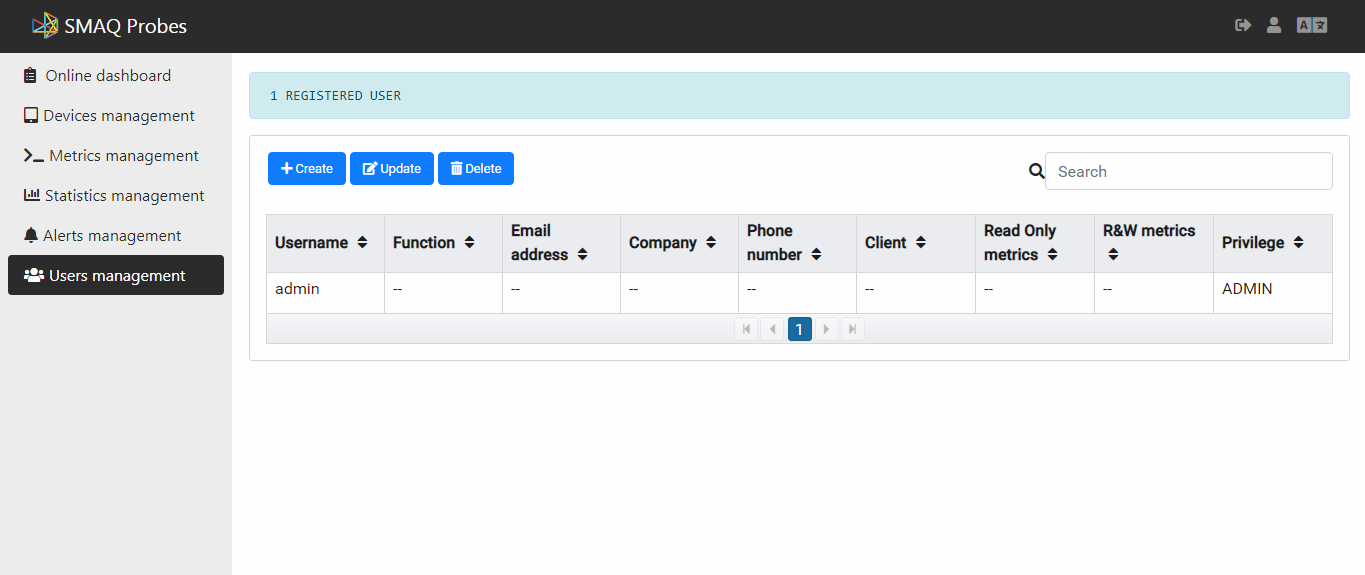 SMAQ Probes
A
Online dashboard
Devices management
Metrics management
Statistics management
Alerts management
Users management
1 REGISTERED USER
Create Update Delete
Search
Username Function Email address Company Phone number Client Read Only metrics R&W metrics Privilege
admin -- -- -- -- -- -- -- ADMIN
1